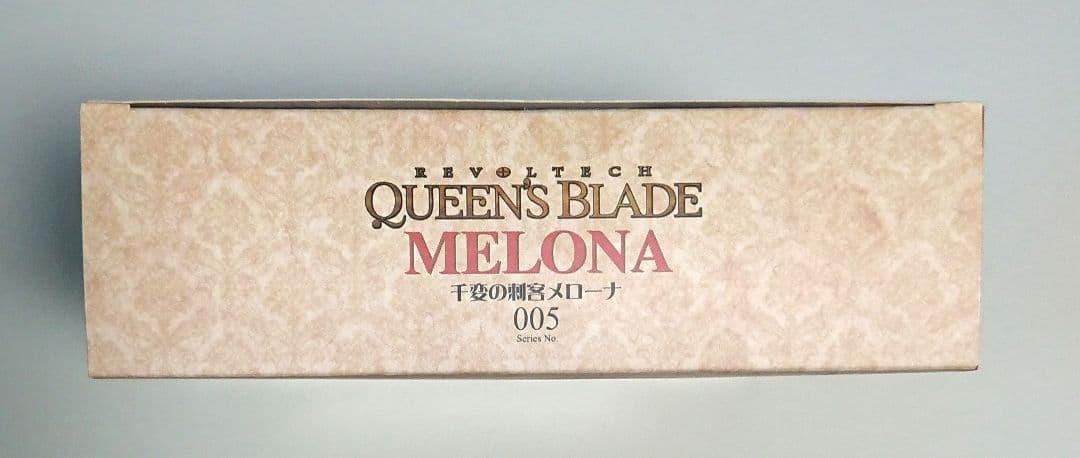 REVOLTECH
QUEEN'S BLADE
MELONA
千変の刺客メローナ
005
Series No.